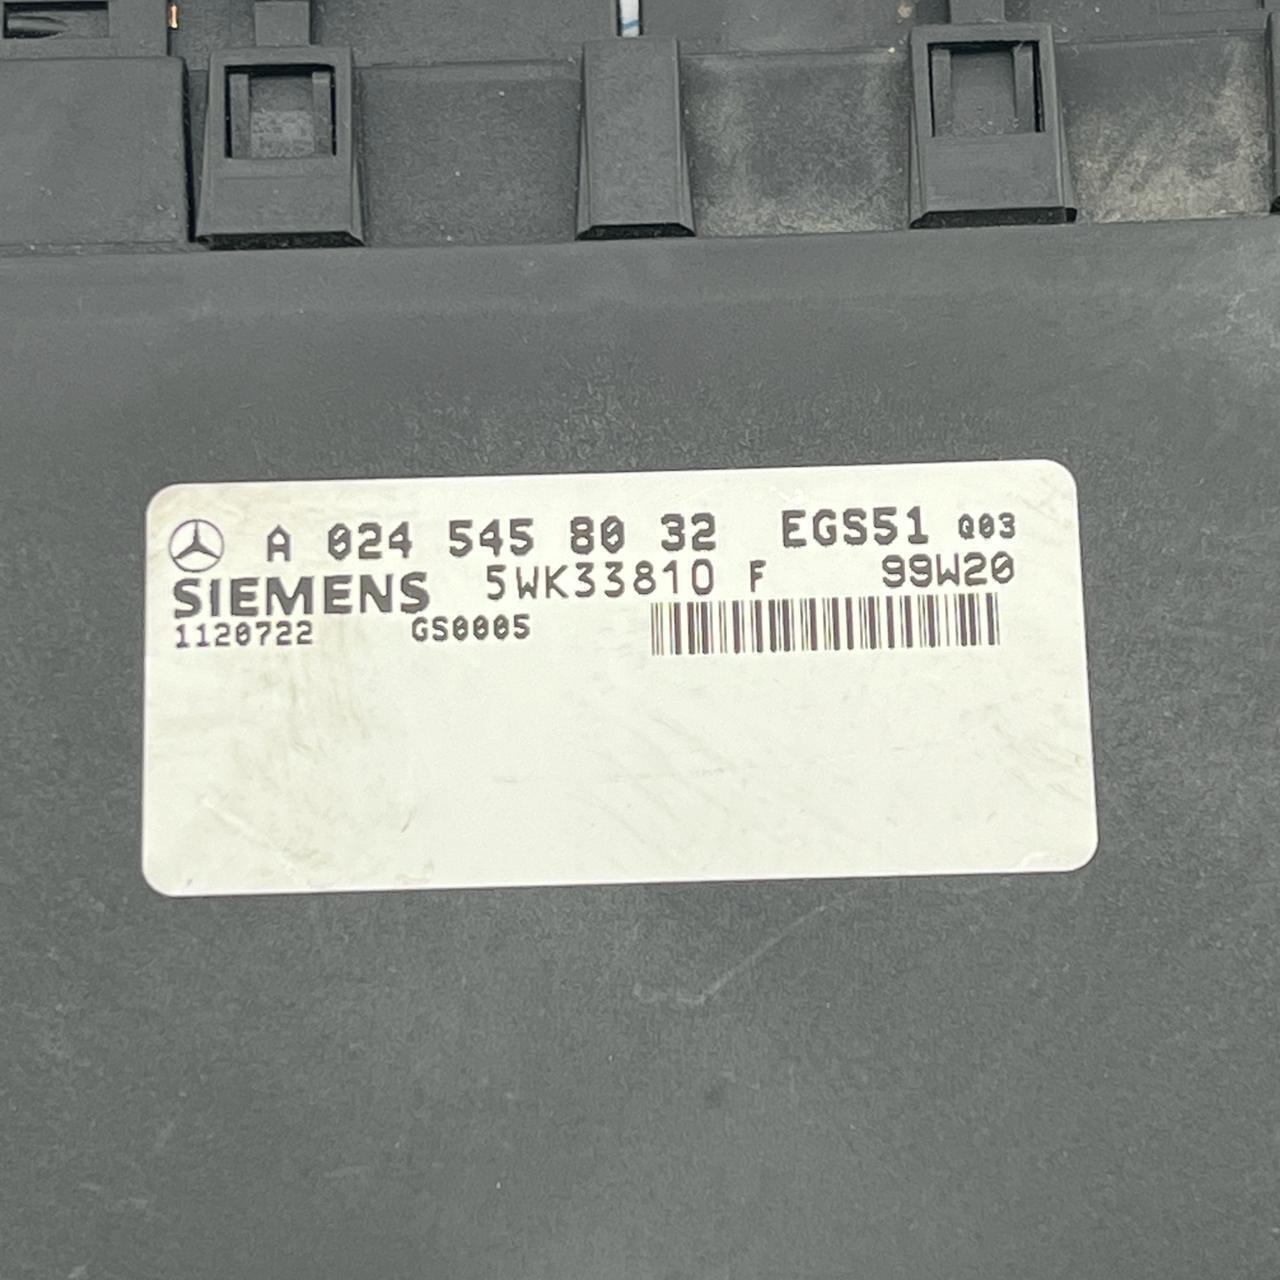 A 024 545 80 32 EGS51 Q03
SIEMENS 5WK33810 F 99W20
1120722 GS0005